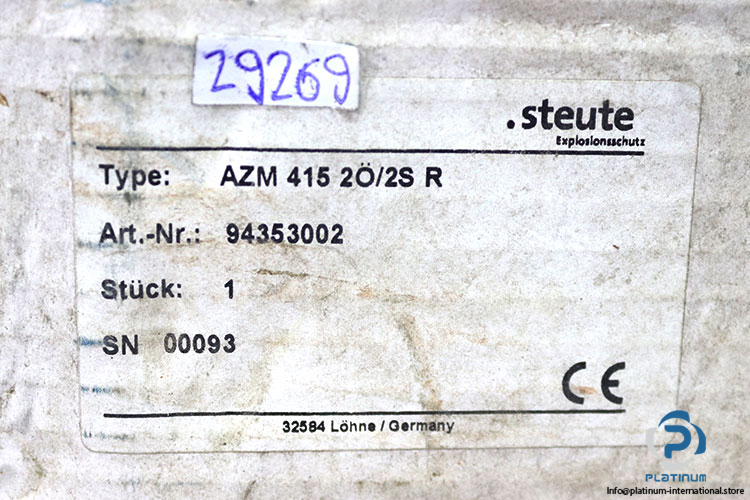 29269
.steute
Explosionsschutz
Type: AZM 415 2Ö/2S R
Art.-Nr.: 94353002
Stück: 1
SN 00093
CE
32584 Löhne / Germany
PLATINUM
Info@platinum-international.store